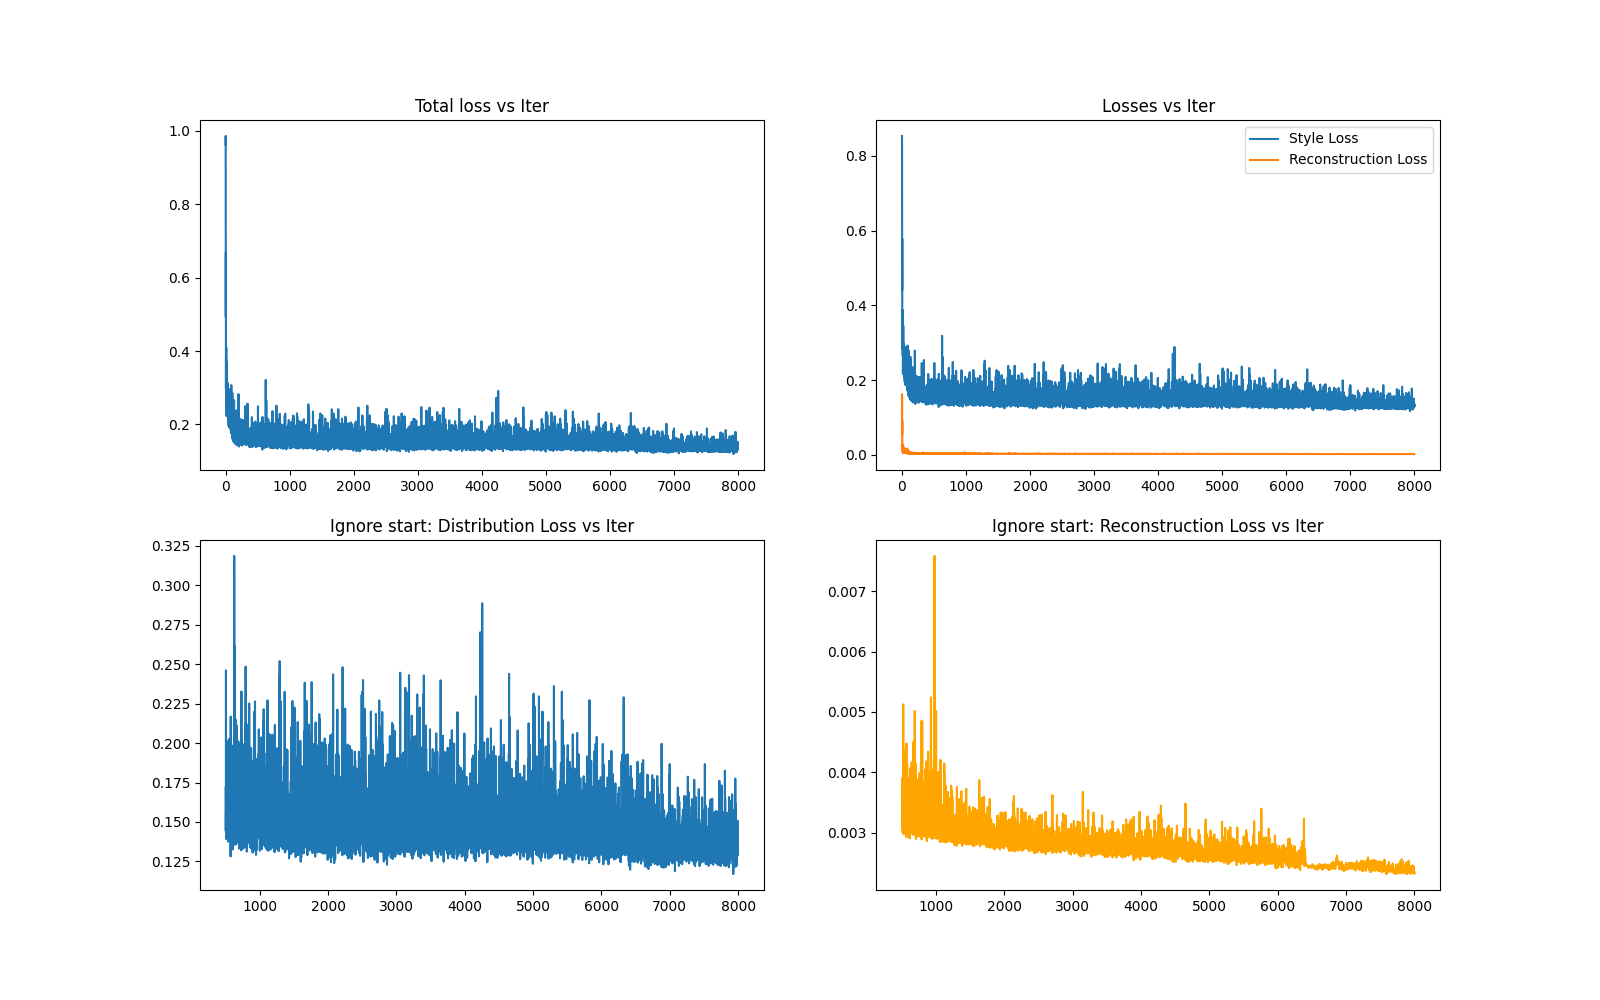 Total loss vs Iter
1.0
0.8
0.6
0.4
0.2
0 1000 2000 3000 4000 5000 6000 7000 8000
Losses vs Iter
Style Loss
Reconstruction Loss
0.8
0.6
0.4
0.2
0.0
0 1000 2000 3000 4000 5000 6000 7000 8000
Ignore start: Distribution Loss vs Iter
0.325
0.300
0.275
0.250
0.225
0.200
0.175
0.150
0.125
1000 2000 3000 4000 5000 6000 7000 8000
Ignore start: Reconstruction Loss vs Iter
0.007
0.006
0.005
0.004
0.003
1000 2000 3000 4000 5000 6000 7000 8000